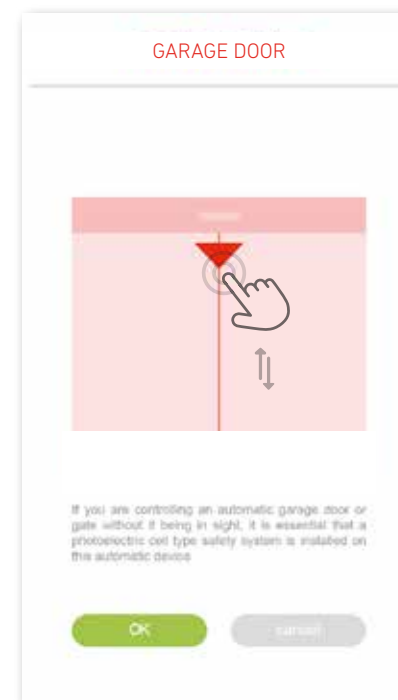 GARAGE DOOR
If you are controlling an automatic garage door or
gate without it being in sight, it is essential that a
photoelectric cell type safety system is installed on
this automatic device
OK
cancel